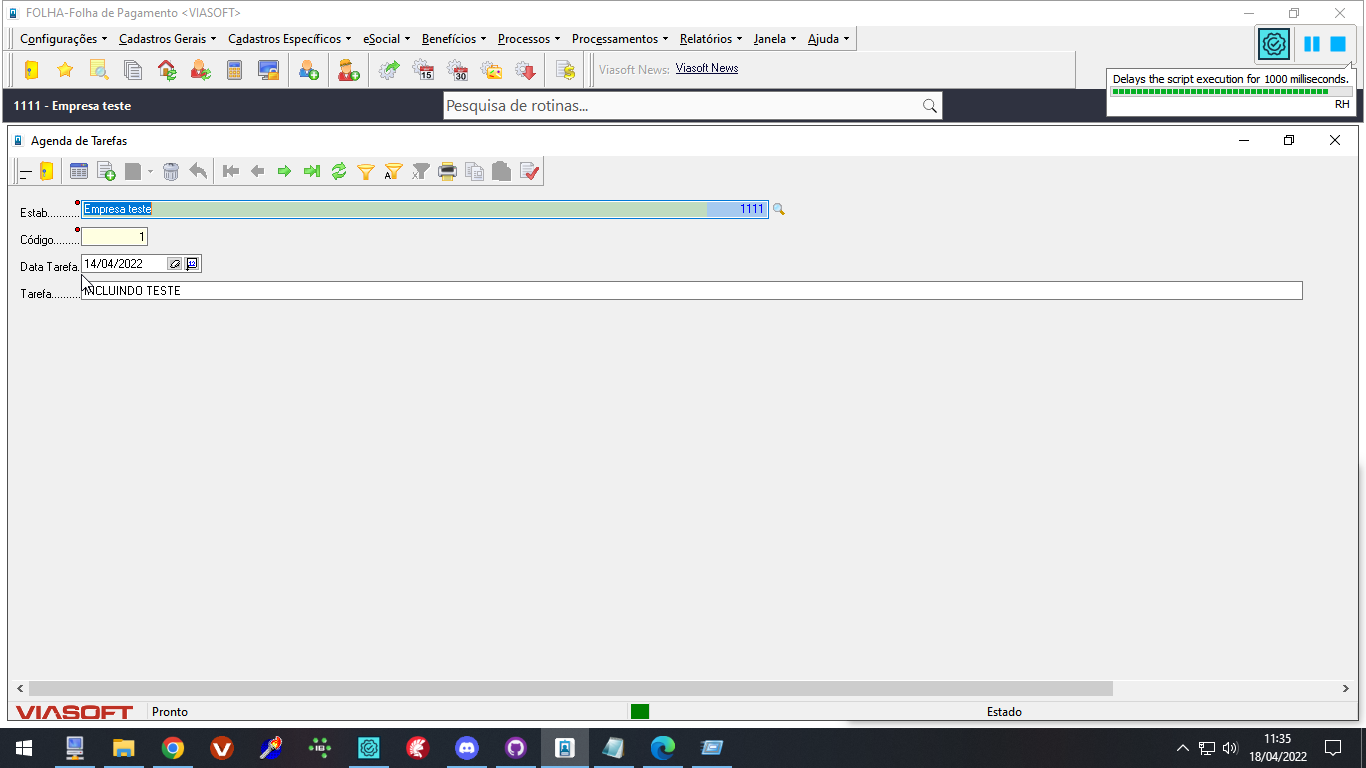 FOLHA-Folha de Pagamento <VIASOFT>
Configurações Cadastros Gerais Cadastros Específicos eSocial Benefícios Processos Processamentos Relatórios Janela Ajuda
15 30 Viasoft News: Viasoft News
Delays the script execution for 1000 milliseconds.
RH
1111 - Empresa teste Pesquisa de rotinas...
Agenda de Tarefas
A
Estab.......... Empresa teste 1111
Código........ 1
Data Tarefa. 14/04/2022 12
Tarefa.......... INCLUINDO TESTE
VIASOFT Pronto Estado
11:35
18/04/2022